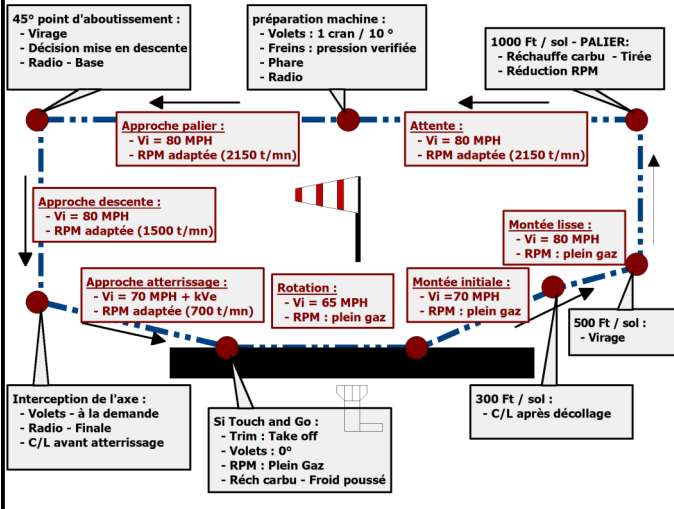 45° point d'aboutissement :
- Virage
- Décision mise en descente
- Radio - Base
préparation machine :
- Volets : 1 cran / 10 °
- Freins : pression verifiée
- Phare
- Radio
1000 Ft / sol - PALIER:
- Réchauffe carbu - Tirée
- Réduction RPM
Approche palier :
- Vi = 80 MPH
- RPM adaptée (2150 t/mn)
Attente :
- Vi = 80 MPH
- RPM adaptée (2150 t/mn)
Approche descente :
- Vi = 80 MPH
- RPM adaptée (1500 t/mn)
Montée lisse :
- Vi = 80 MPH
- RPM : plein gaz
Approche atterrissage :
- Vi = 70 MPH + kVe
- RPM adaptée (700 t/mn)
Rotation :
- Vi = 65 MPH
- RPM : plein gaz
Montée initiale :
- Vi =70 MPH
- RPM : plein gaz
500 Ft / sol :
- Virage
Interception de l'axe :
- Volets - à la demande
- Radio - Finale
- C/L avant atterrissage
Si Touch and Go :
- Trim : Take off
- Volets : 0°
- RPM : Plein Gaz
- Réch carbu - Froid poussé
300 Ft / sol :
- C/L après décollage